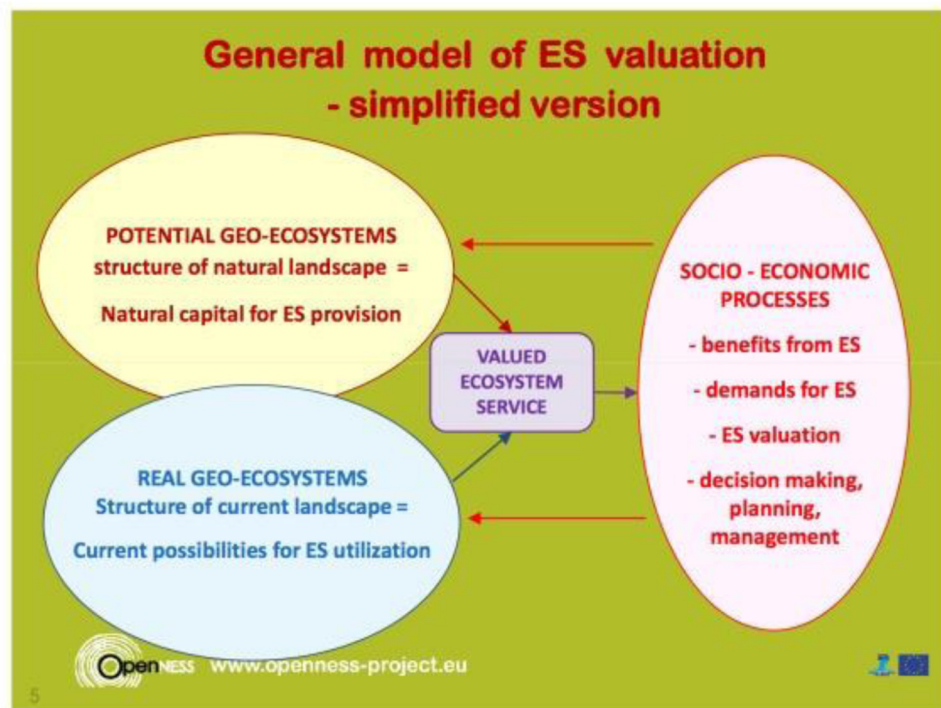 General model of ES valuation
- simplified version
POTENTIAL GEO-ECOSYSTEMS
structure of natural landscape =
Natural capital for ES provision
VALUED
ECOSYSTEM
SERVICE
REAL GEO-ECOSYSTEMS
Structure of current landscape =
Current possibilities for ES utilization
SOCIO - ECONOMIC
PROCESSES
- benefits from ES
- demands for ES
- ES valuation
- decision making,
planning,
management
OpenNESS www.openness-project.eu
5